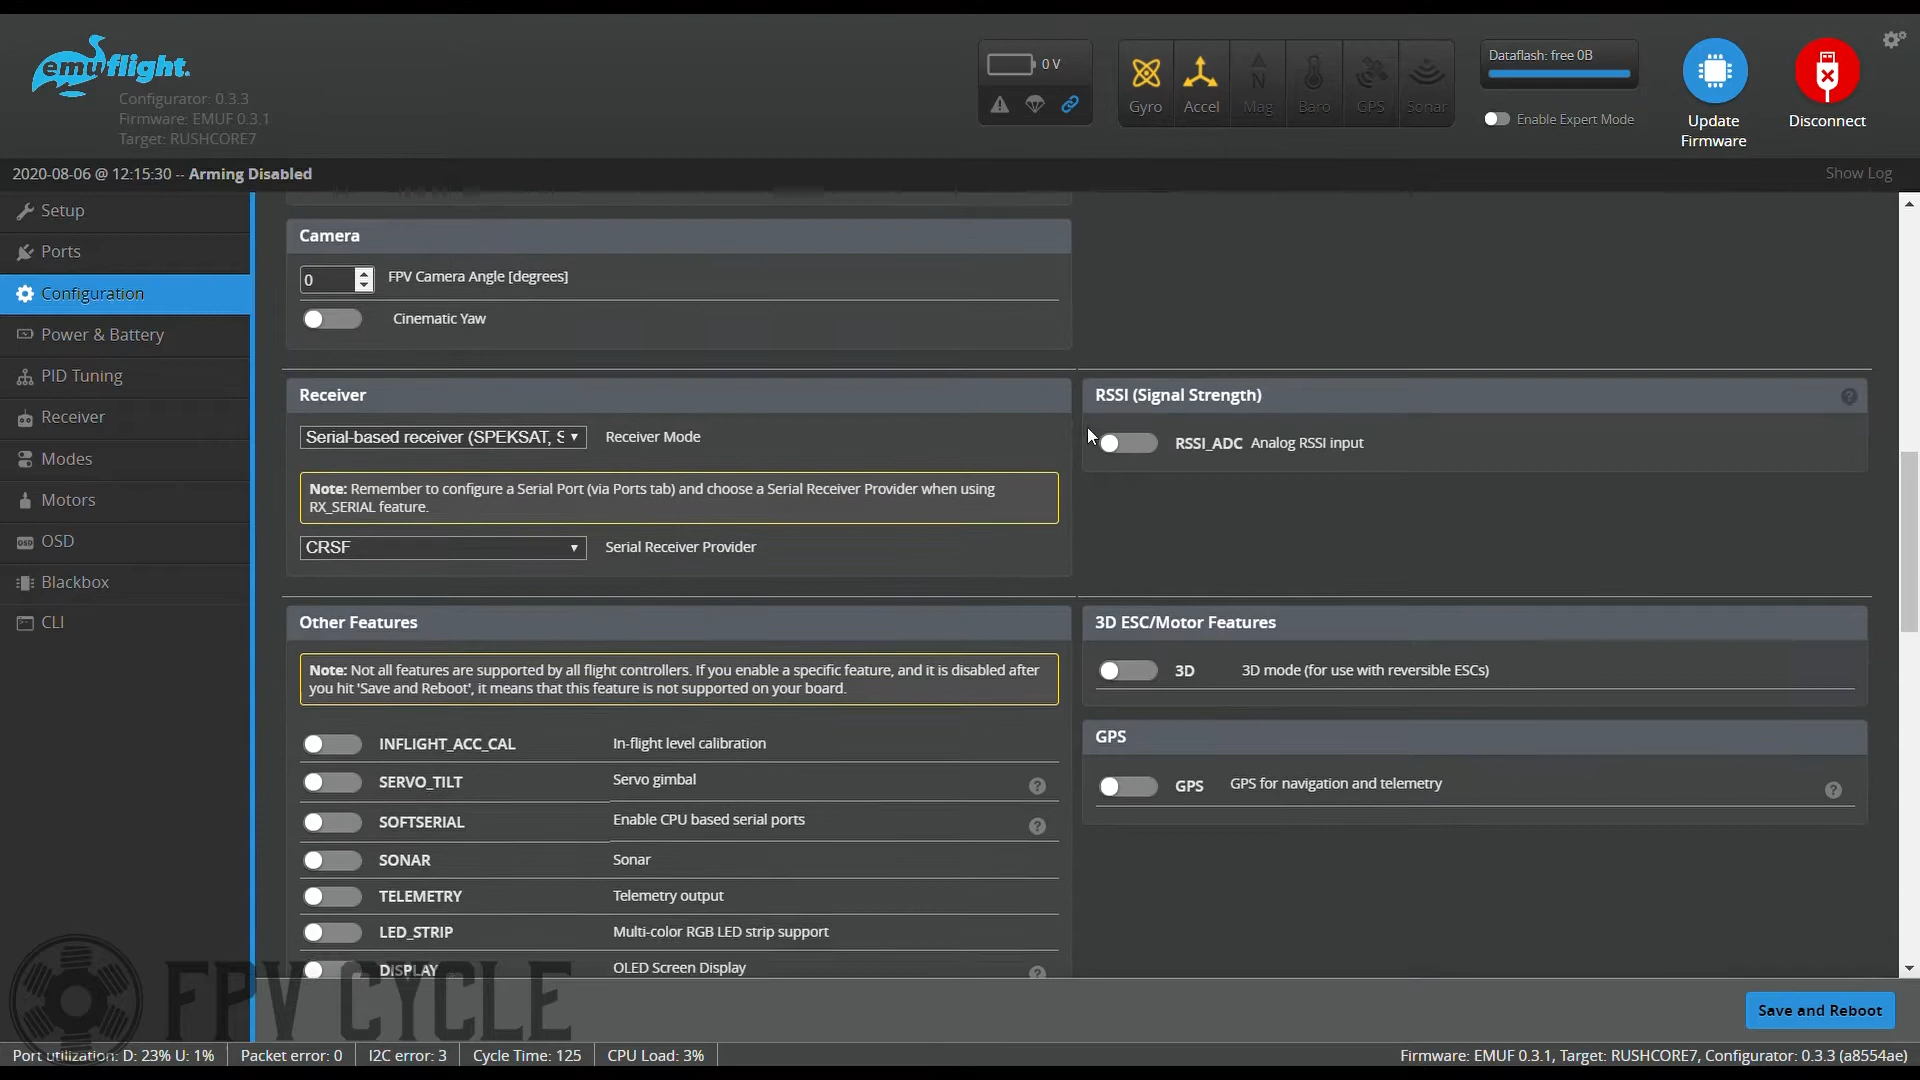 emuflight.
Configurator: 0.3.3
Firmware: EMUF 0.3.1
Target: RUSHCORE7
0 V
Gyro
Accel
Mag
Baro
GPS
Sonar
Dataflash: free 0B
Enable Expert Mode
Update
Firmware
Disconnect
2020-08-06 @ 12:15:30 -- Arming Disabled
Show Log
Setup
Ports
Configuration
Power & Battery
PID Tuning
Receiver
Modes
Motors
OSD
OSD
Blackbox
CLI
Camera
0
FPV Camera Angle [degrees]
Cinematic Yaw
Receiver
Serial-based receiver (SPEKSAT, S
Receiver Mode
Note: Remember to configure a Serial Port (via Ports tab) and choose a Serial Receiver Provider when using
RX_SERIAL feature.
CRSF
Serial Receiver Provider
RSSI (Signal Strength)
?
RSSI_ADC Analog RSSI input
Other Features
Note: Not all features are supported by all flight controllers. If you enable a specific feature, and it is disabled after
you hit 'Save and Reboot', it means that this feature is not supported on your board.
INFLIGHT_ACC_CAL In-flight level calibration
SERVO_TILT Servo gimbal ?
SOFTSERIAL Enable CPU based serial ports ?
SONAR Sonar
TELEMETRY Telemetry output
LED_STRIP Multi-color RGB LED strip support
DISPLAY OLED Screen Display ?
3D ESC/Motor Features
3D 3D mode (for use with reversible ESCs)
GPS
GPS GPS for navigation and telemetry ?
FPV CYCLE
Save and Reboot
Port utilization: D: 23% U: 1%
Packet error: 0
I2C error: 3
Cycle Time: 125
CPU Load: 3%
Firmware: EMUF 0.3.1, Target: RUSHCORE7, Configurator: 0.3.3 (a8554ae)